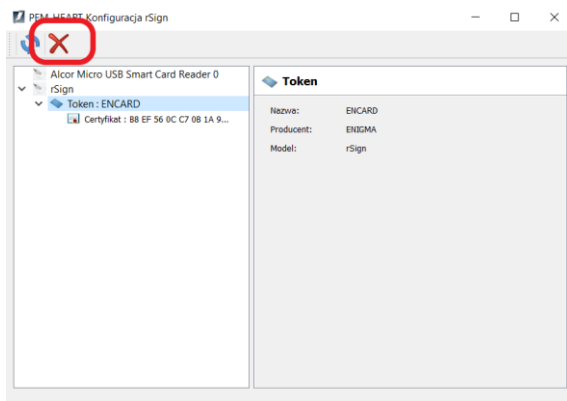 PEM-HEART Konfiguracja rSign
Alcor Micro USB Smart Card Reader 0
rSign
Token : ENCARD
Certyfikat : B8 EF 56 0C C7 0B 1A 9...
Token
Nazwa: ENCARD
Producent: ENIGMA
Model: rSign